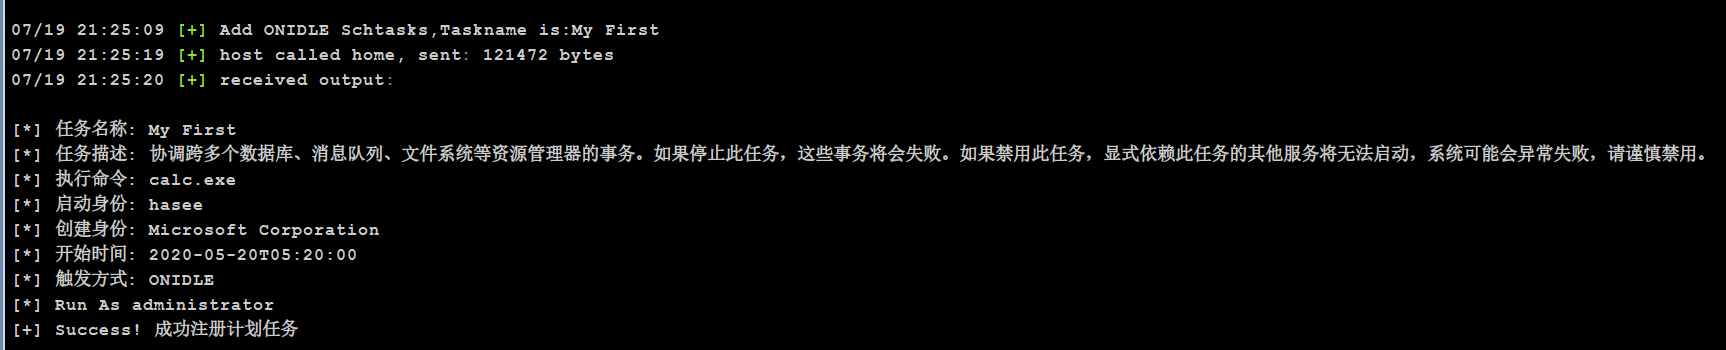 07/19 21:25:09 [+] Add ONIDLE Schtasks,Taskname is:My First
07/19 21:25:19 [+] host called home, sent: 121472 bytes
07/19 21:25:20 [+] received output:
[*] 任务名称: My First
[*] 任务描述: 协调跨多个数据库、消息队列、文件系统等资源管理器的事务。如果停止此任务，这些事务将会失败。如果禁用此任务，显式依赖此任务的其他服务将无法启动，系统可能会异常失败，请谨慎禁用。
[*] 执行命令: calc.exe
[*] 启动身份: hasee
[*] 创建身份: Microsoft Corporation
[*] 开始时间: 2020-05-20T05:20:00
[*] 触发方式: ONIDLE
[*] Run As administrator
[+] Success! 成功注册计划任务